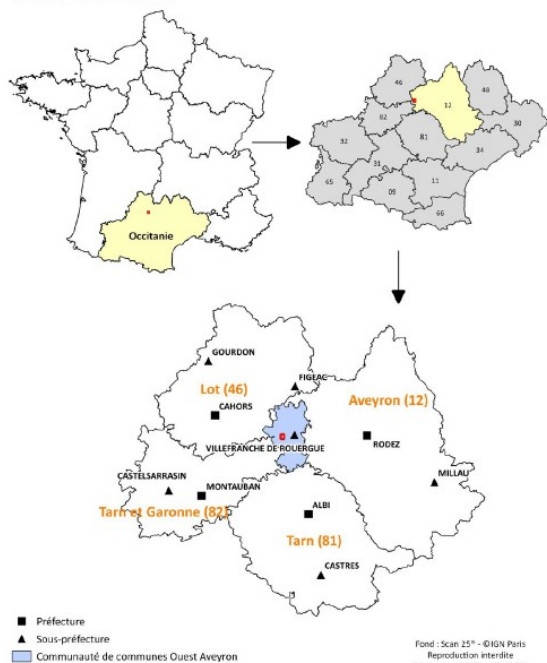 Occitanie
46
12
48
82
30
32
81
34
31
65
09
11
66
GOURDON
FIGEAC
Lot (46)
Aveyron (12)
CAHORS
VILLEFRANCHE DE ROUERGUE
RODEZ
CASTELSARRASIN
MILLAU
MONTAUBAN
ALBI
Tarn et Garonne (82)
Tarn (81)
CASTRES
Préfecture
Sous-préfecture
Communauté de communes Ouest Aveyron
Fond : Scan 25" - ©IGN Paris
Reproduction interdite